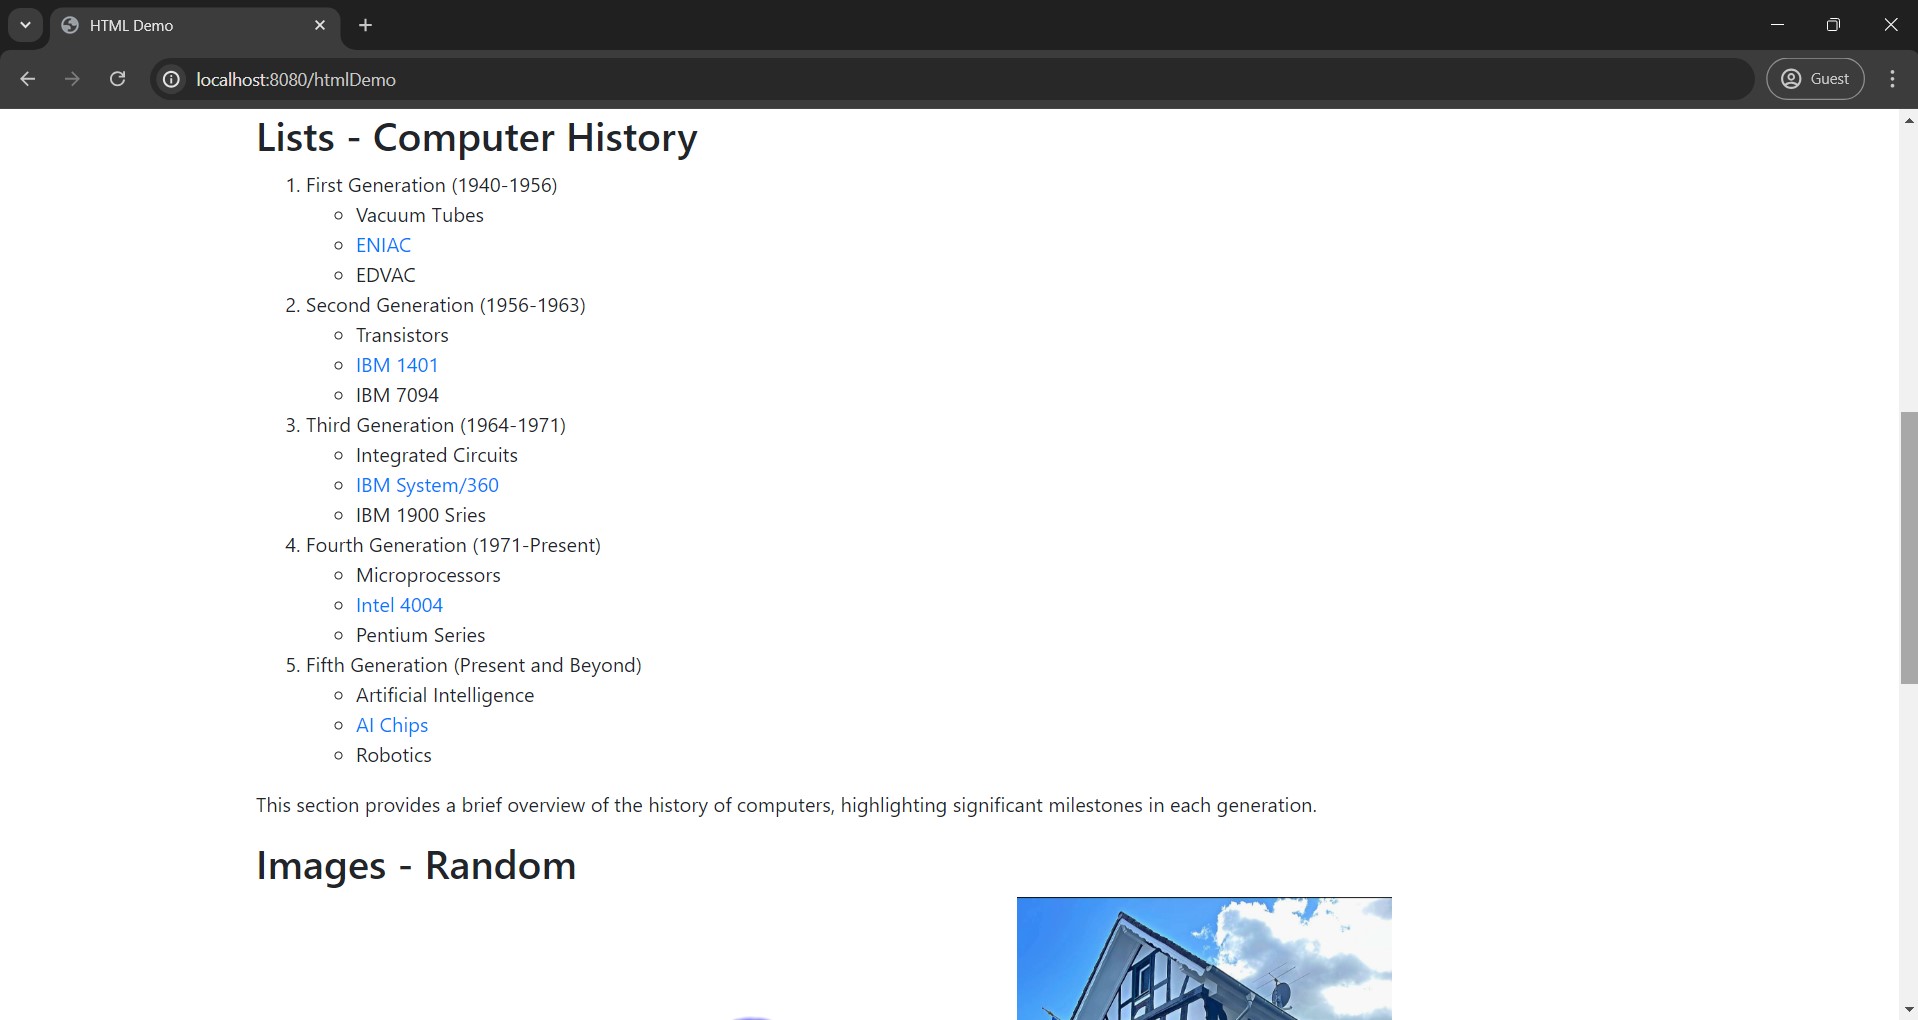 HTML Demo
localhost:8080/htmlDemo
Guest
Lists - Computer History
1. First Generation (1940-1956)
Vacuum Tubes
ENIAC
EDVAC
2. Second Generation (1956-1963)
Transistors
IBM 1401
IBM 7094
3. Third Generation (1964-1971)
Integrated Circuits
IBM System/360
IBM 1900 Sries
4. Fourth Generation (1971-Present)
Microprocessors
Intel 4004
Pentium Series
5. Fifth Generation (Present and Beyond)
Artificial Intelligence
AI Chips
Robotics
This section provides a brief overview of the history of computers, highlighting significant milestones in each generation.
Images - Random